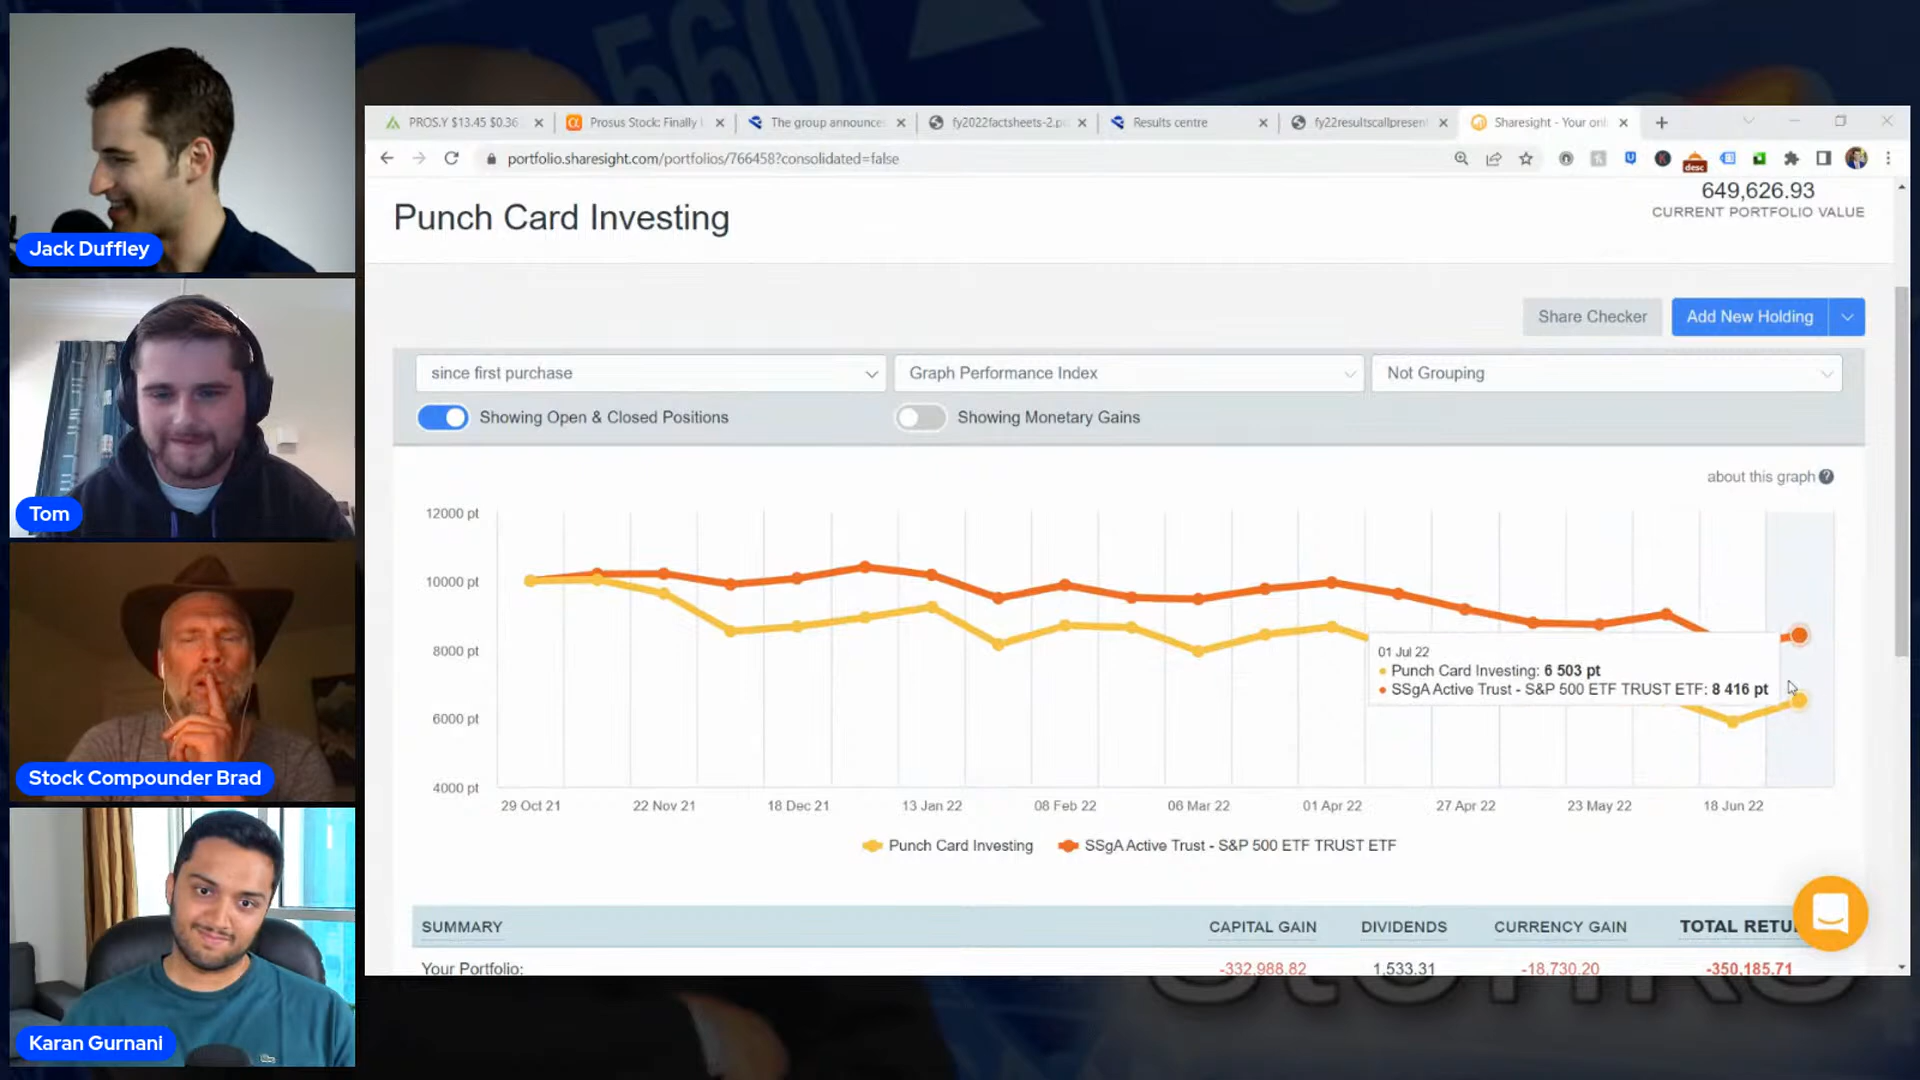 560
Jack Duffley
Tom
Stock Compounder Brad
Karan Gurnani
PROS.Y $13.45 $0.36
Prosus Stock: Finally
The group announce
fy2022factsheets-2.p
Results centre
fy22resultscallpresen
Sharesight - Your onl
portfolio.sharesight.com/portfolios/766458?consolidated=false
desc
649,626.93
Punch Card Investing
CURRENT PORTFOLIO VALUE
Share Checker
Add New Holding
since first purchase
Graph Performance Index
Not Grouping
Showing Open & Closed Positions
Showing Monetary Gains
about this graph
12000 pt
10000 pt
8000 pt
6000 pt
4000 pt
01 Jul 22
Punch Card Investing: 6 503 pt
SSgA Active Trust - S&P 500 ETF TRUST ETF: 8 416 pt
29 Oct 21
22 Nov 21
18 Dec 21
13 Jan 22
08 Feb 22
06 Mar 22
01 Apr 22
27 Apr 22
23 May 22
18 Jun 22
Punch Card Investing
SSgA Active Trust - S&P 500 ETF TRUST ETF
SUMMARY
CAPITAL GAIN
DIVIDENDS
CURRENCY GAIN
TOTAL RETU
Your Portfolio:
-332,988.82
1,533.31
-18,730.20
-350,185.71